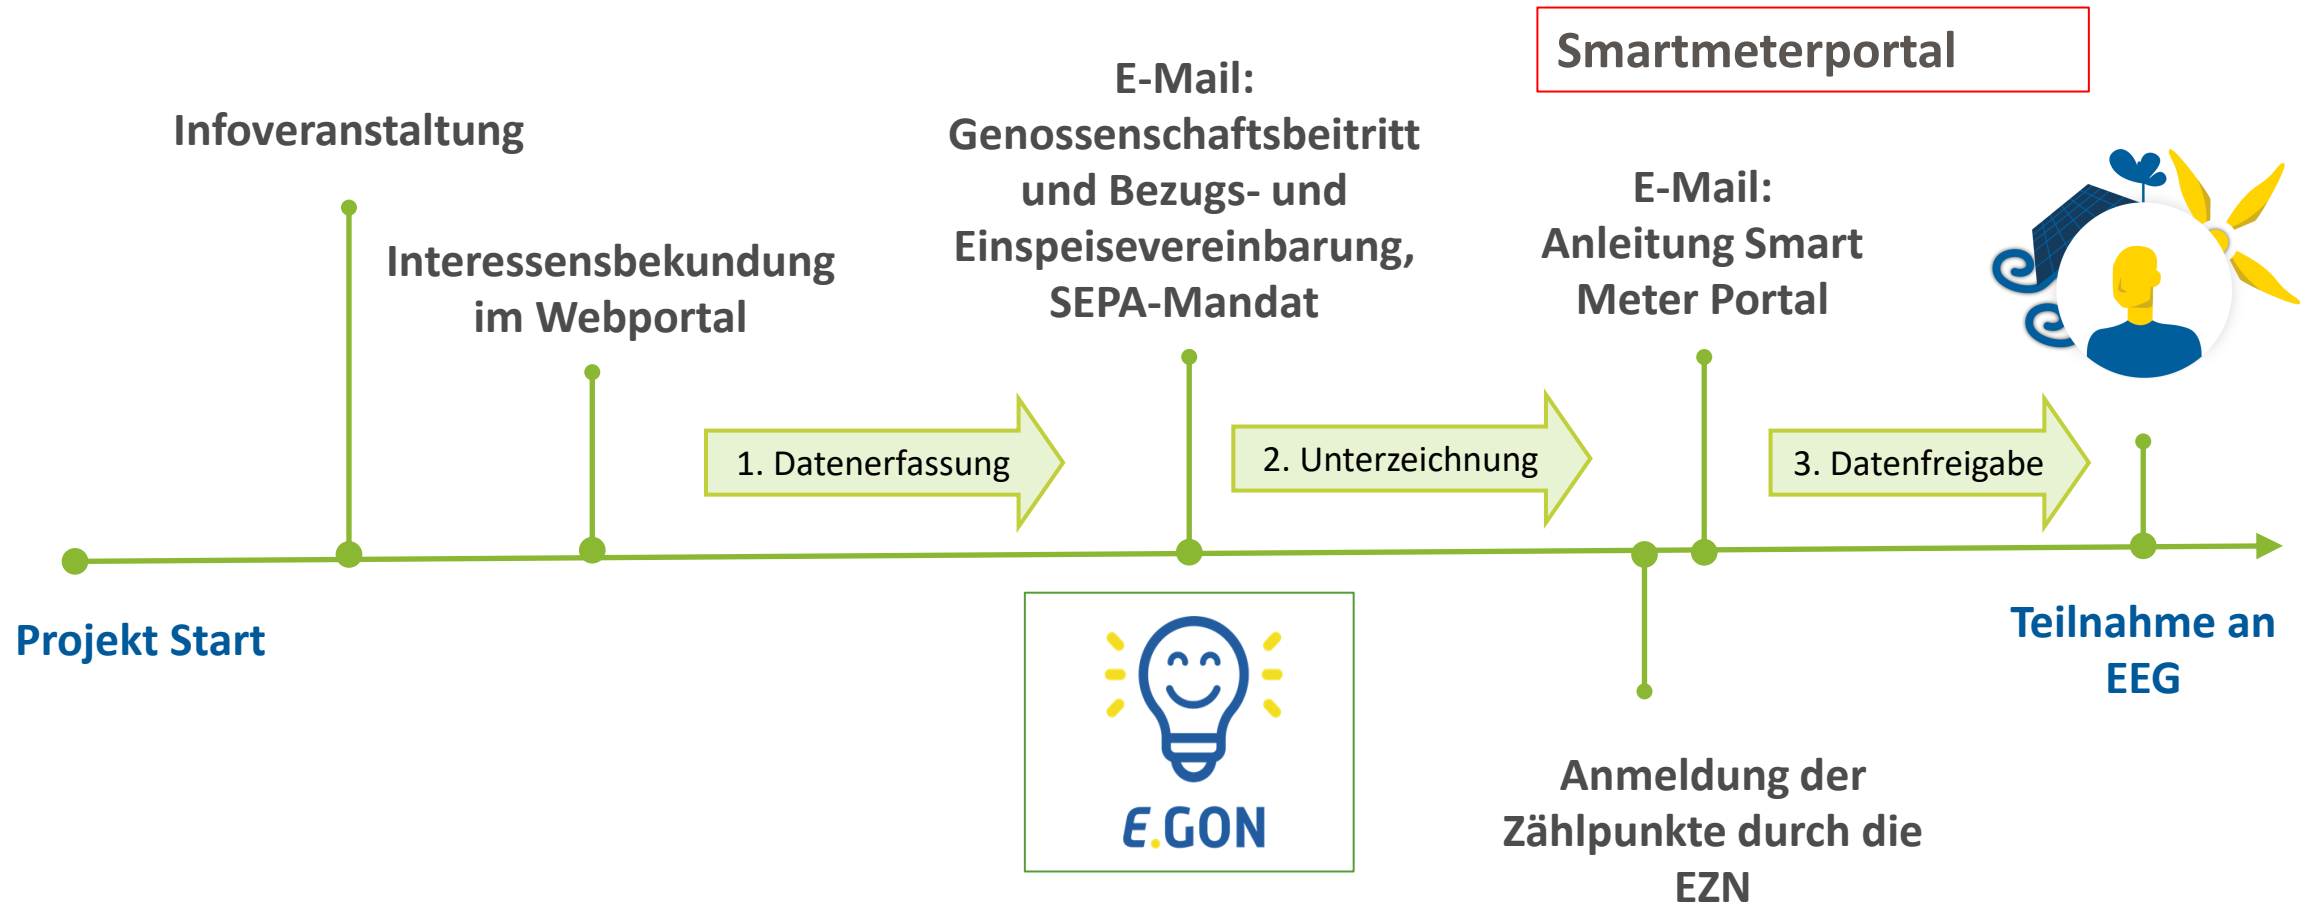 Smartmeterportal
Infoveranstaltung
Interessensbekundung
im Webportal
E-Mail:
Genossenschaftsbeitritt
und Bezugs- und
Einspeisevereinbarung,
SEPA-Mandat
E-Mail:
Anleitung Smart
Meter Portal
1. Datenerfassung
2. Unterzeichnung
3. Datenfreigabe
Projekt Start
E.GON
Anmeldung der
Zählpunkte durch die
EZN
Teilnahme an
EEG